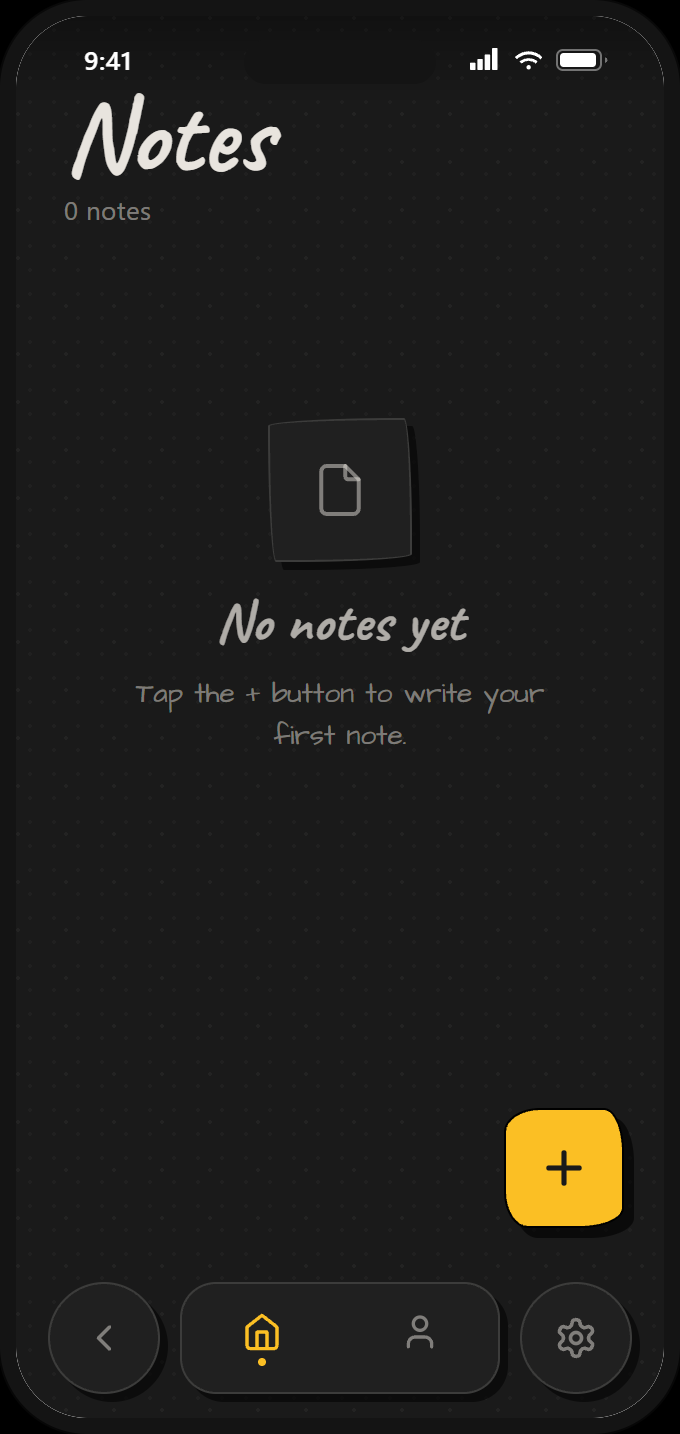 9:41
Notes
0 notes
No notes yet
Tap the + button to write your
first note.